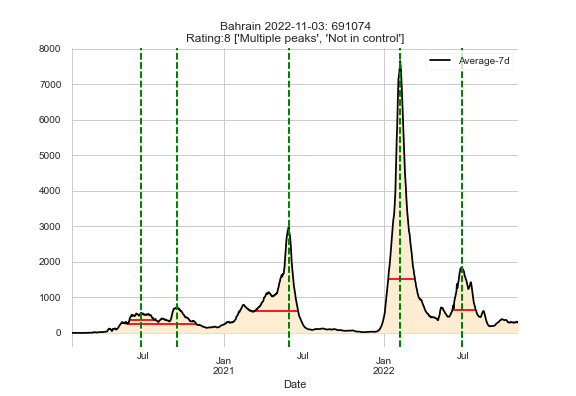 Bahrain 2022-11-03: 691074
Rating:8 ['Multiple peaks', 'Not in control']
Average-7d
8000
7000
6000
5000
4000
3000
2000
1000
0
Jul
Jan
2021
Jul
Jan
2022
Jul
Date